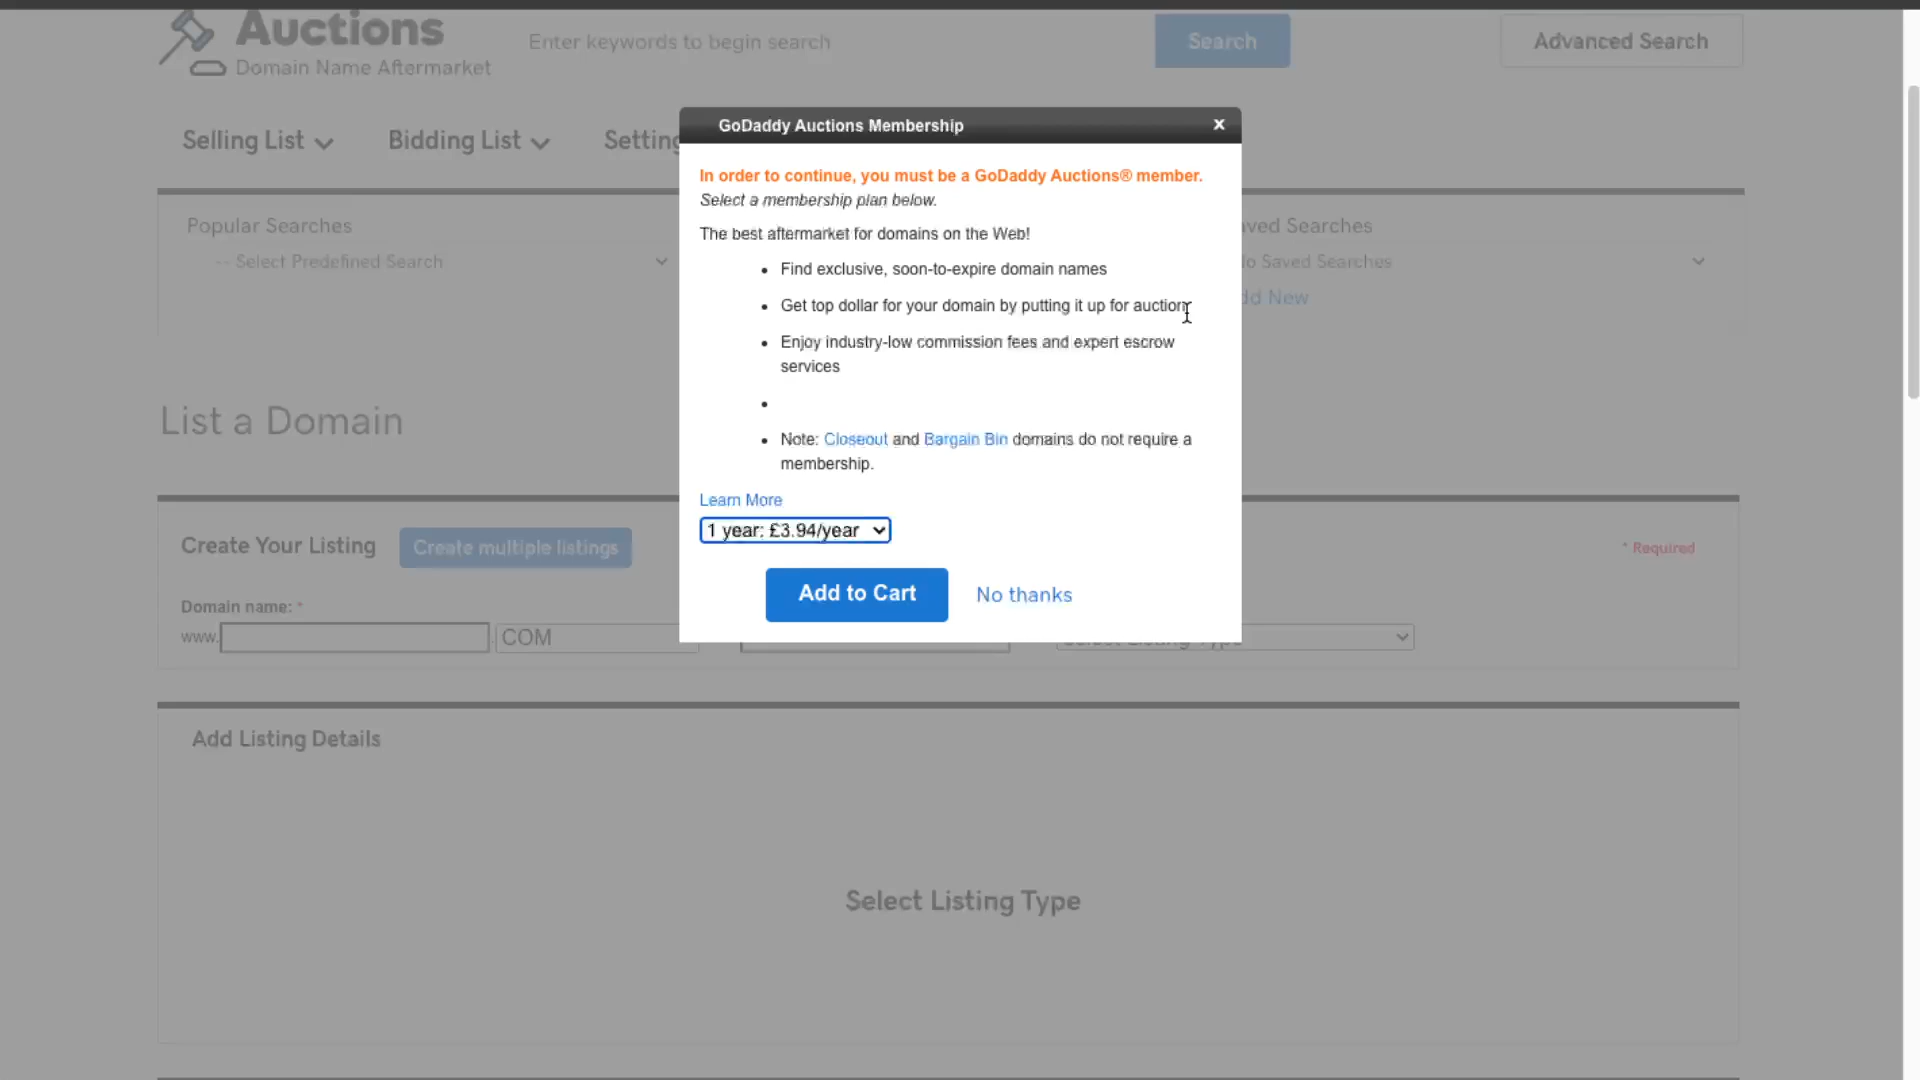 Auctions
Enter keywords to begin search
Search
Advanced Search
Domain Name Aftermarket
GoDaddy Auctions Membership
x
Selling List
Bidding List
In order to continue, you must be a GoDaddy Auctions® member.
Select a membership plan below.
Popular Searches
The best aftermarket for domains on the Web!
-- Select Predefined Search
Saved Searches
No Saved Searches
Add New
• Find exclusive, soon-to-expire domain names
• Get top dollar for your domain by putting it up for auction
• Enjoy industry-low commission fees and expert escrow
services
•
• Note: Closeout and Bargain Bin domains do not require a
membership.
List a Domain
Learn More
1 year: £3.94/year
Create Your Listing
Create multiple listings
* Required
Add to Cart
No thanks
Domain name: *
www.
COM
Select Listing Type
Add Listing Details
Select Listing Type